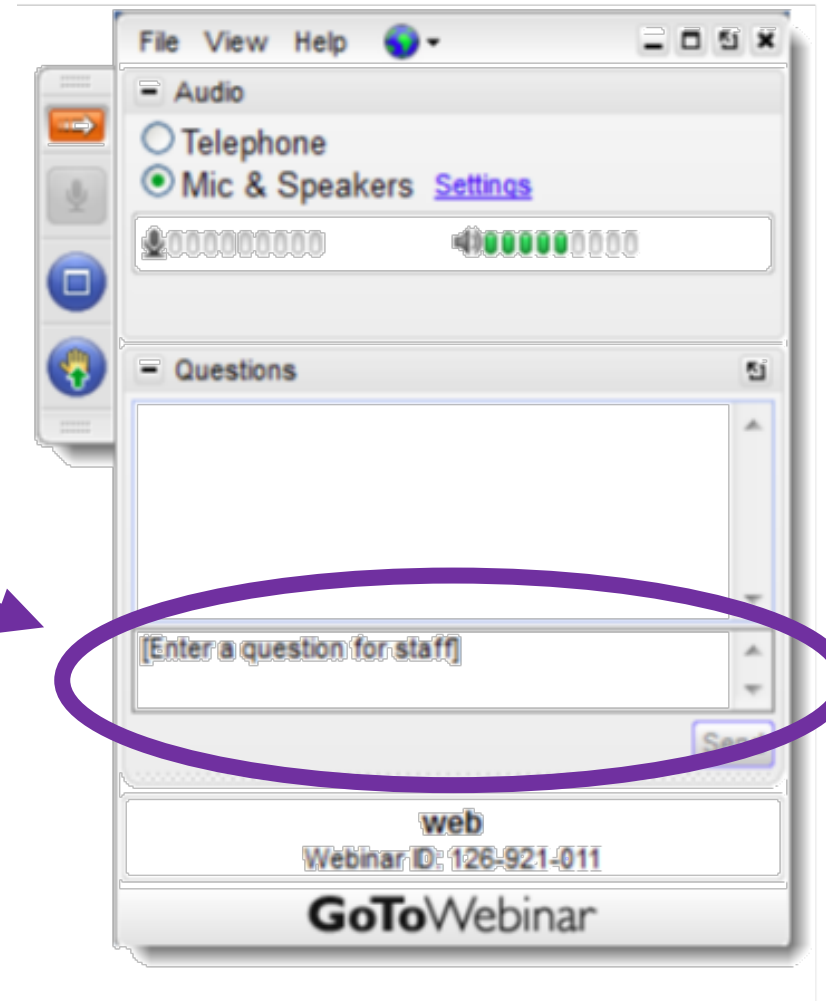 File View Help
Audio
Telephone
Mic & Speakers Settings
Questions
[Enter a question for staff]
Send
web
Webinar ID: 126-921-011
GoToWebinar